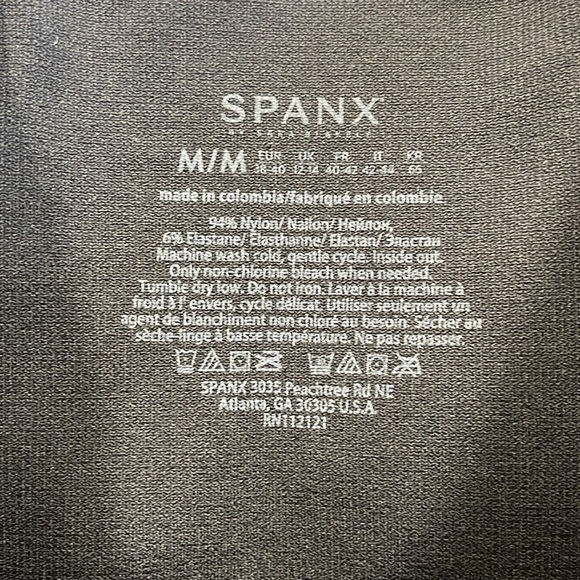 SPANX
BY SARA BLAKELY
M/M EUR 38-40 UK 12-14 FR 40-42 IT 42-44 KR 66
made in colombia/fabriqué en colombie
94% Nylon/ Nailon/ Нейлон,
6% Elastane/ Elasthanne/ Elastan/ Эластан
Machine wash cold, gentle cycle. Inside out.
Only non-chlorine bleach when needed.
Tumble dry low. Do not iron. Laver à la machine à
froid à l' envers, cycle délicat. Utiliser seulement un
agent de blanchiment non chloré au besoin. Sécher au
sèche-linge à basse température. Ne pas repasser.
SPANX 3035 Peachtree Rd NE
Atlanta, GA 30305 U.S.A.
RN112121